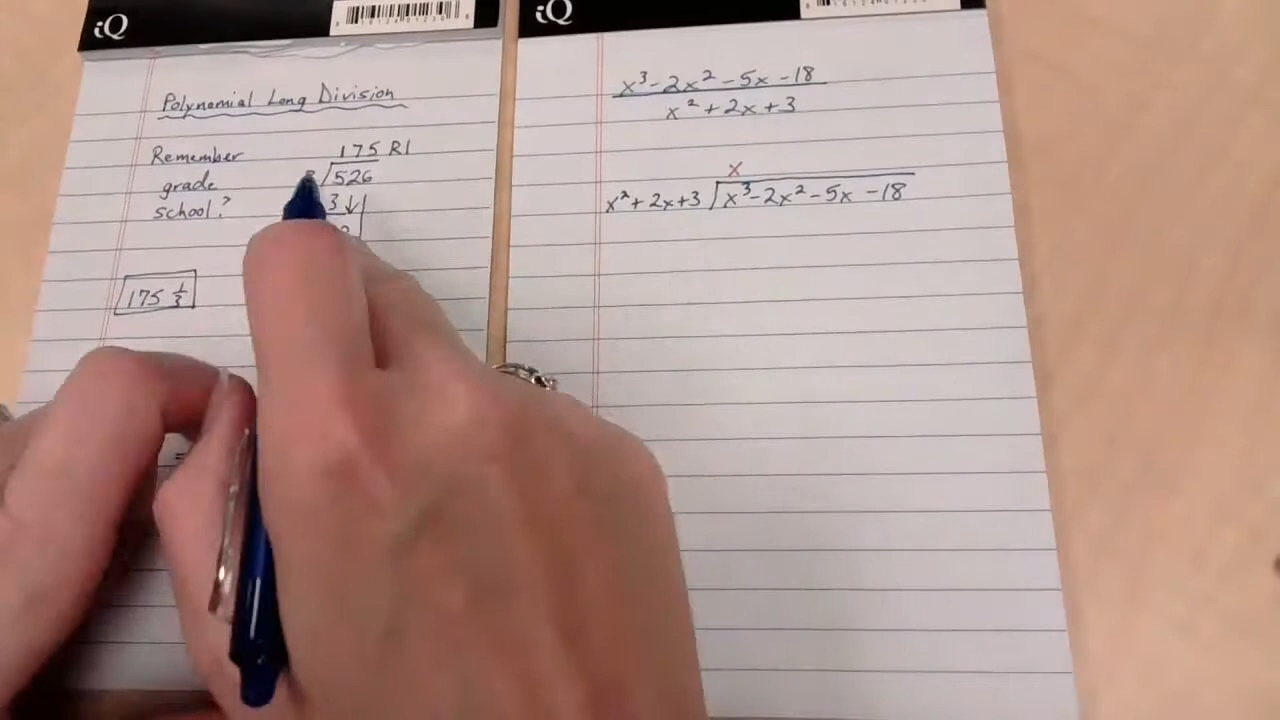 iQ
iQ
Polynomial Long Division
Remember
grade
school?
175 R1
526
3↓
175 1/3
x³-2x²-5x-18
x²+2x+3
x
x²+2x+3 x³-2x²-5x-18